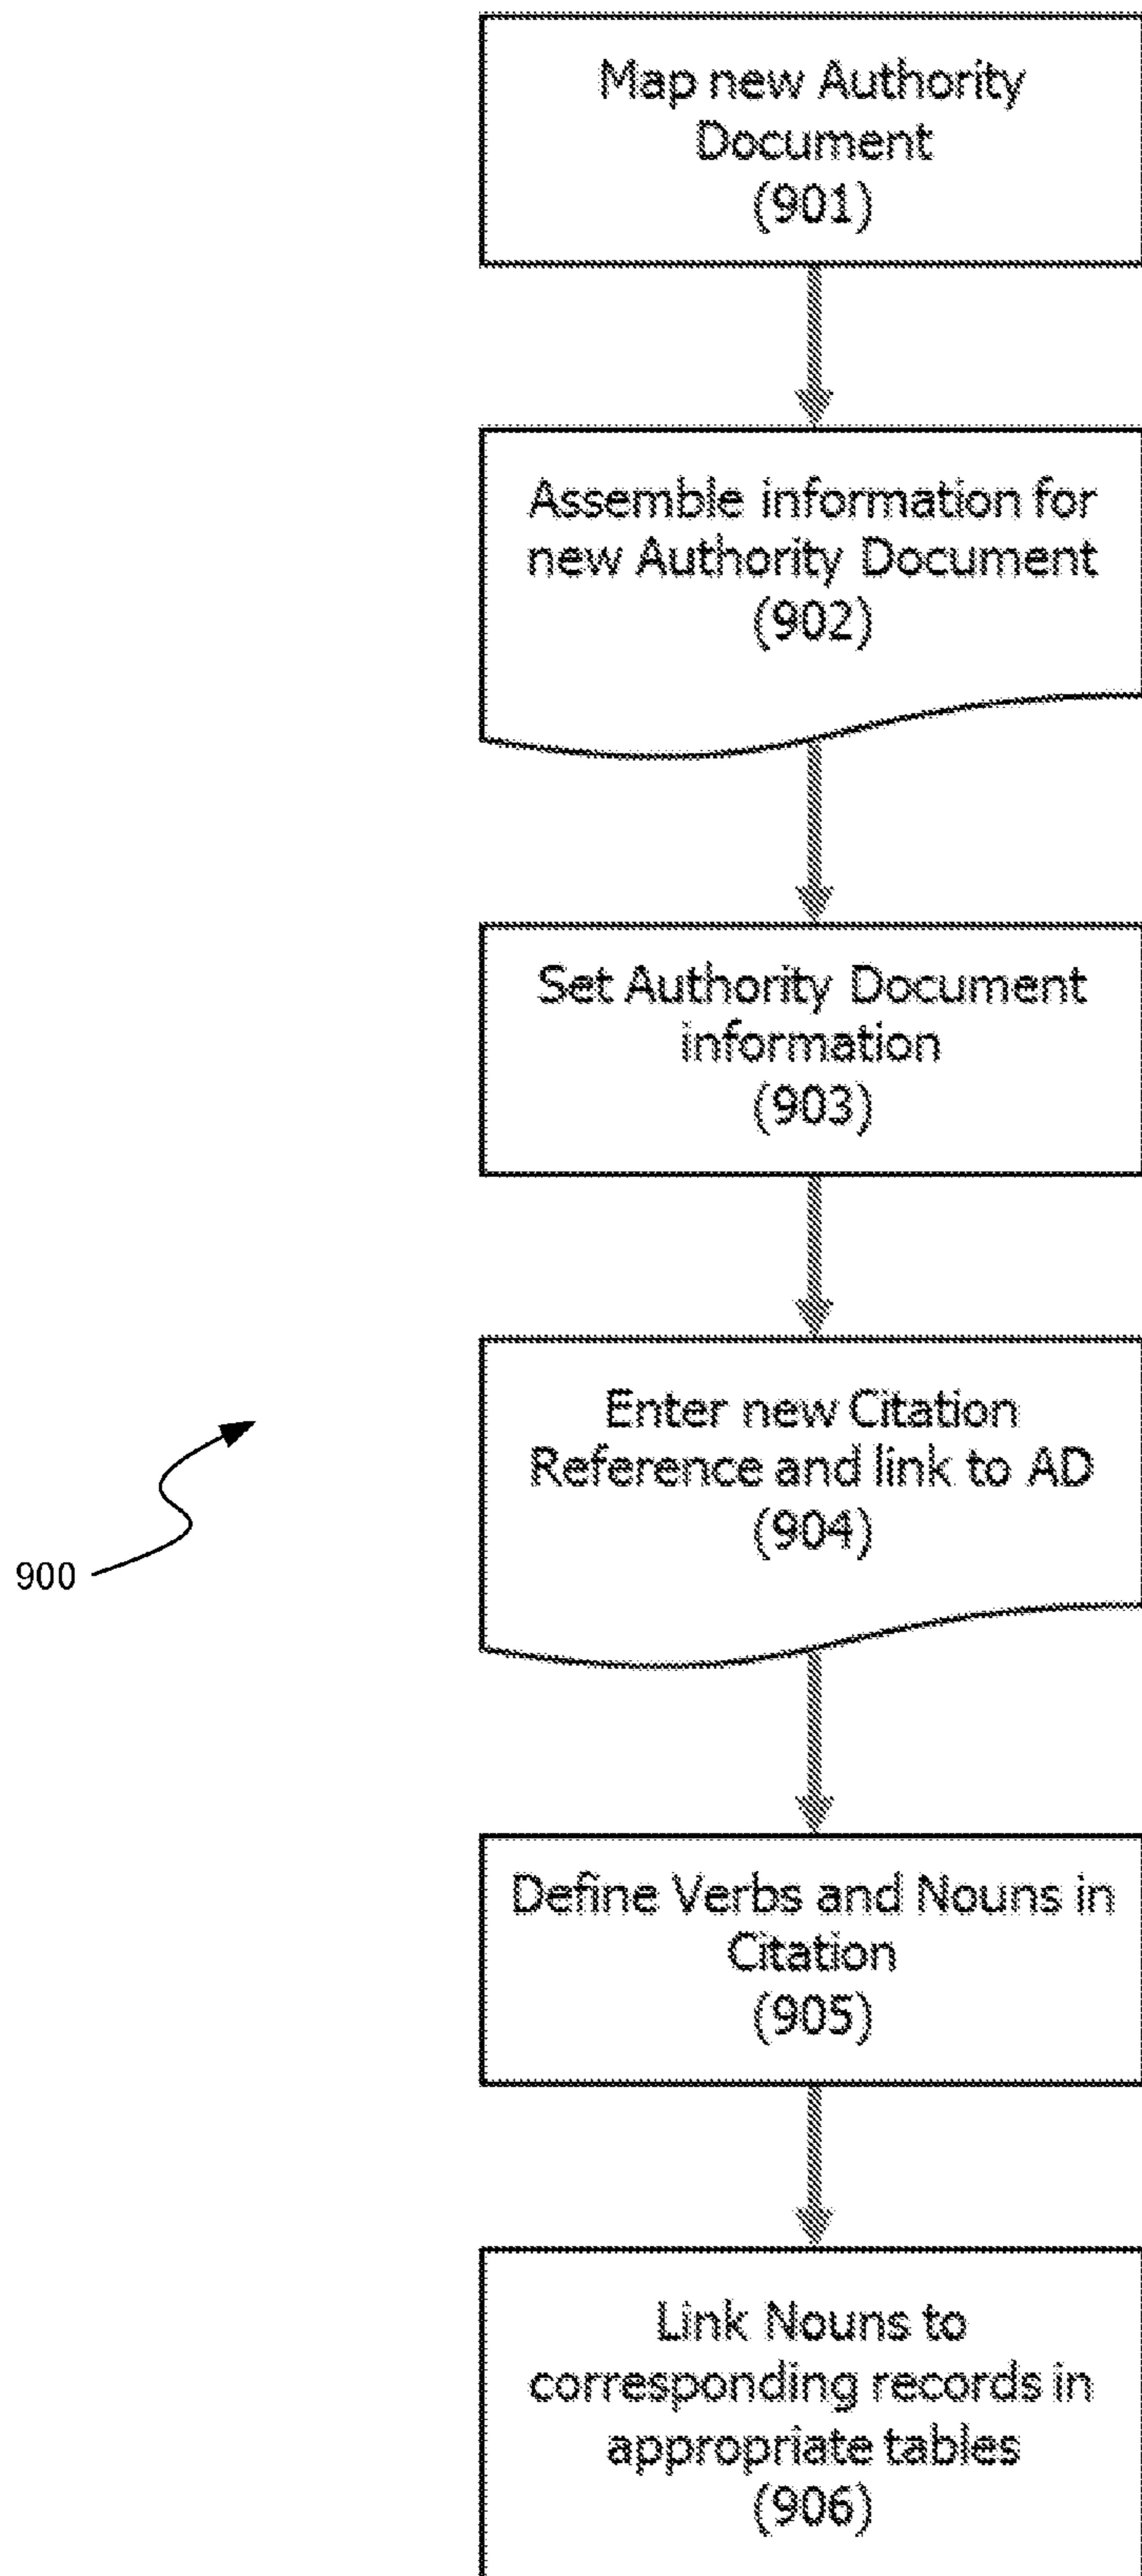 Map new Authority
Document
(901)
Assemble information for
new Authority Document
(902)
Set Authority Document
information
(903)
Enter new Citation
Reference and link to AD
(904)
900
Define Verbs and Nouns in
Citation
(905)
Link Nouns to
corresponding records in
appropriate tables
(906)